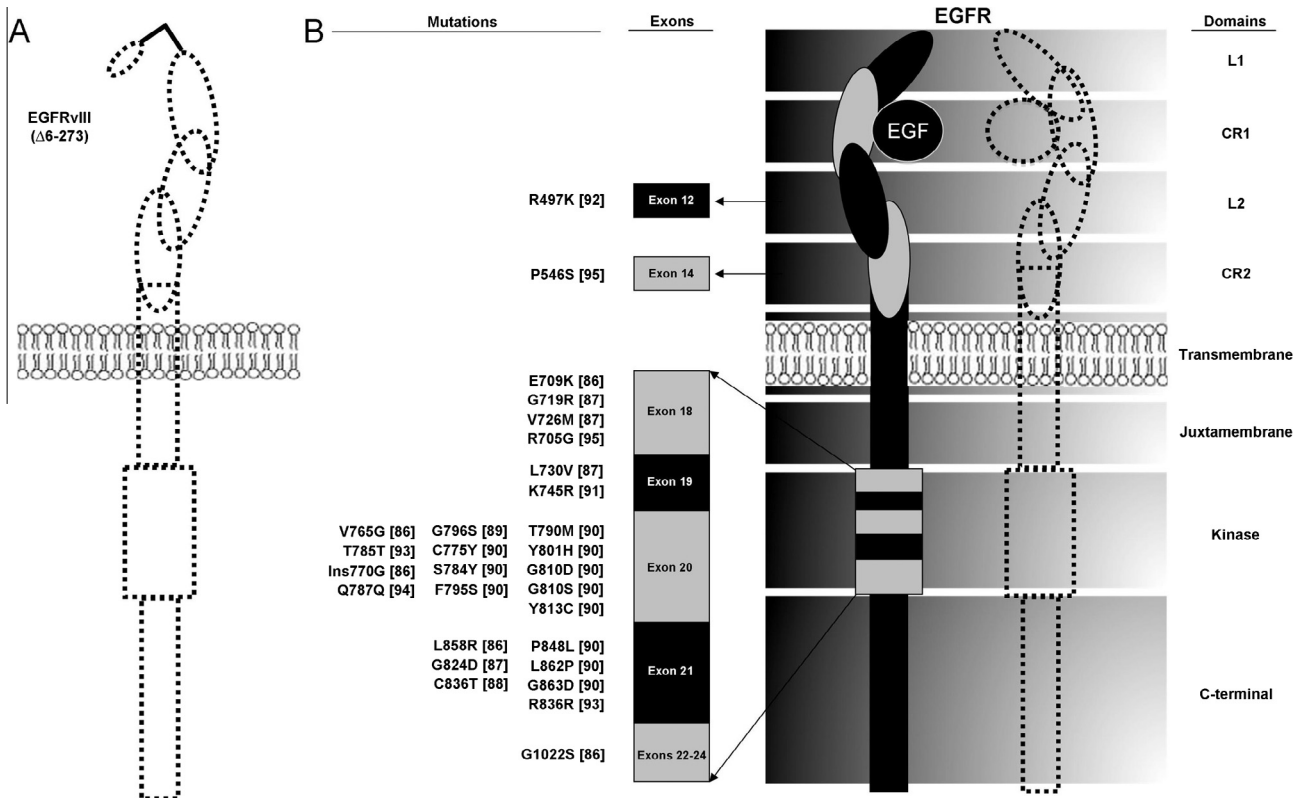 A
EGFRvIII
(Δ6-273)
B
Mutations
Exons
EGFR
Domains
L1
EGF
CR1
R497K [92]
Exon 12
L2
P546S [95]
Exon 14
CR2
Transmembrane
E709K [86]
G719R [87]
V726M [87]
R705G [95]
Exon 18
Juxtamembrane
L730V [87]
K745R [91]
Exon 19
V765G [86] G796S [89] T790M [90]
T785T [93] C775Y [90] Y801H [90]
Ins770G [86] S784Y [90] G810D [90]
Q787Q [94] F795S [90] G810S [90]
Y813C [90]
Exon 20
Kinase
L858R [86] P848L [90]
G824D [87] L862P [90]
C836T [88] G863D [90]
R836R [93]
Exon 21
C-terminal
G1022S [86]
Exons 22-24